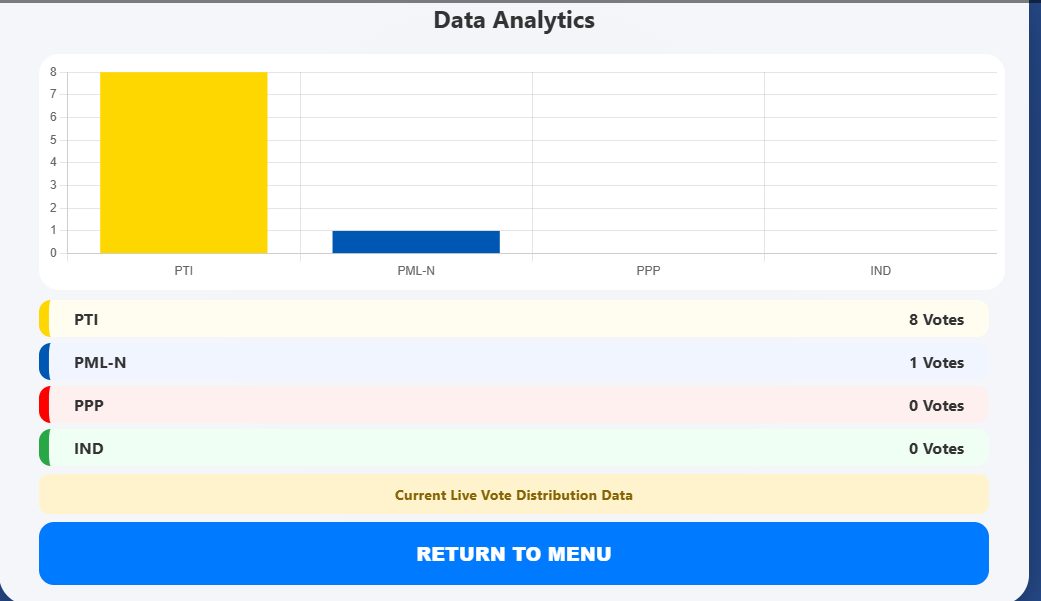 Data Analytics
8
7
6
5
4
3
2
1
0
PTI PML-N PPP IND
PTI 8 Votes
PML-N 1 Votes
PPP 0 Votes
IND 0 Votes
Current Live Vote Distribution Data
RETURN TO MENU